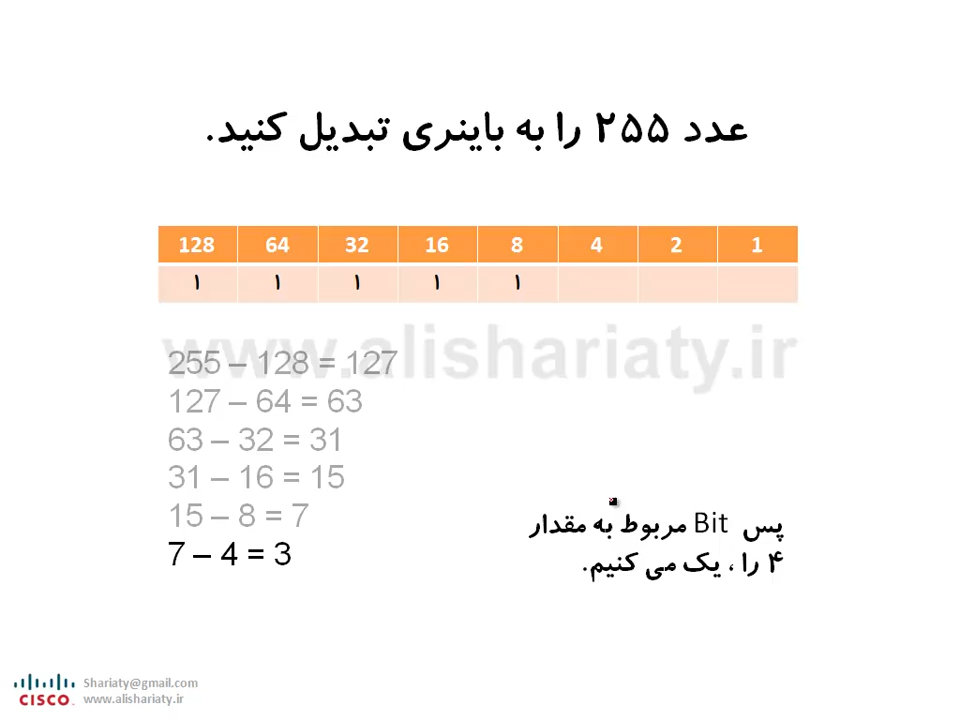 عدد ۲۵۵ را به باینری تبدیل کنید.
128 64 32 16 8 4 2 1
۱ ۱ ۱ ۱ ۱
www.alishariaty.ir
255 – 128 = 127
127 – 64 = 63
63 – 32 = 31
31 – 16 = 15
15 – 8 = 7
7 – 4 = 3
پس Bit مربوط به مقدار
۴ را ، یک می کنیم.
CISCO
Shariaty@gmail.com
www.alishariaty.ir